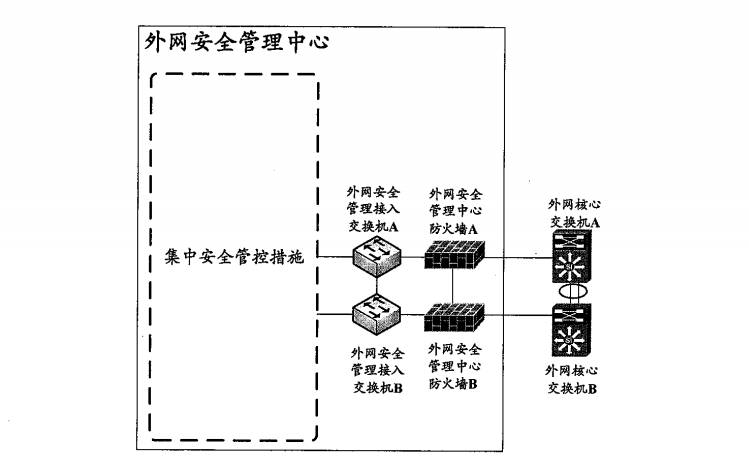 外网安全管理中心
集中安全管控措施
外网安全
管理接入
交换机A
外网安全
管理中心
防火墙A
外网核心
交换机A
SI
外网安全
管理接入
交换机B
外网安全
管理中心
防火墙B
SI
外网核心
交换机B